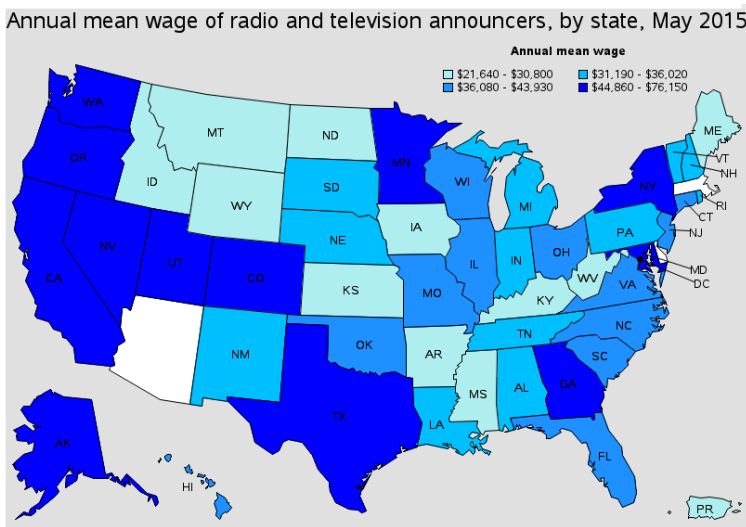 Annual mean wage of radio and television announcers, by state, May 2015
Annual mean wage
$21,640 - $30,800
$31,190 - $36,020
$36,080 - $43,930
$44,860 - $76,150
WA
MT
ND
MN
ME
OR
ID
SD
WI
VT
NH
WY
MI
NY
RI
CT
IA
PA
NJ
NE
NV
UT
CO
IL
IN
OH
MD
DC
CA
KS
MO
WV
VA
KY
NC
TN
OK
NM
AR
SC
MS
AL
GA
TX
LA
AK
FL
HI
PR